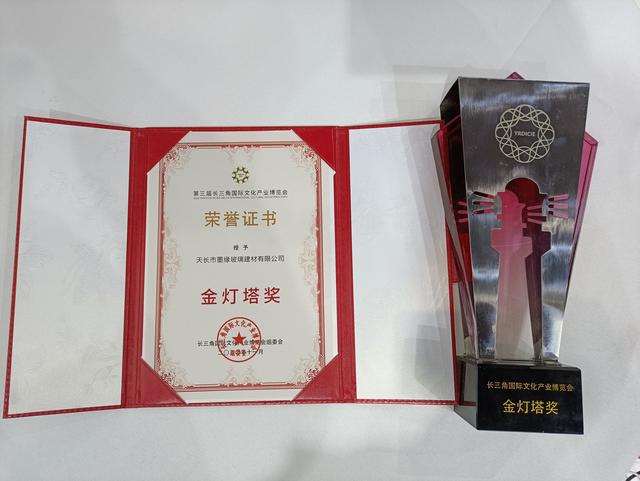 第三届长三角国际文化产业博览会
荣誉证书
授予
天长市墨缘玻璃建材有限公司
金灯塔奖
长三角国际文化产业博览会组委会
YRDICIE
长三角国际文化产业博览会
金灯塔奖